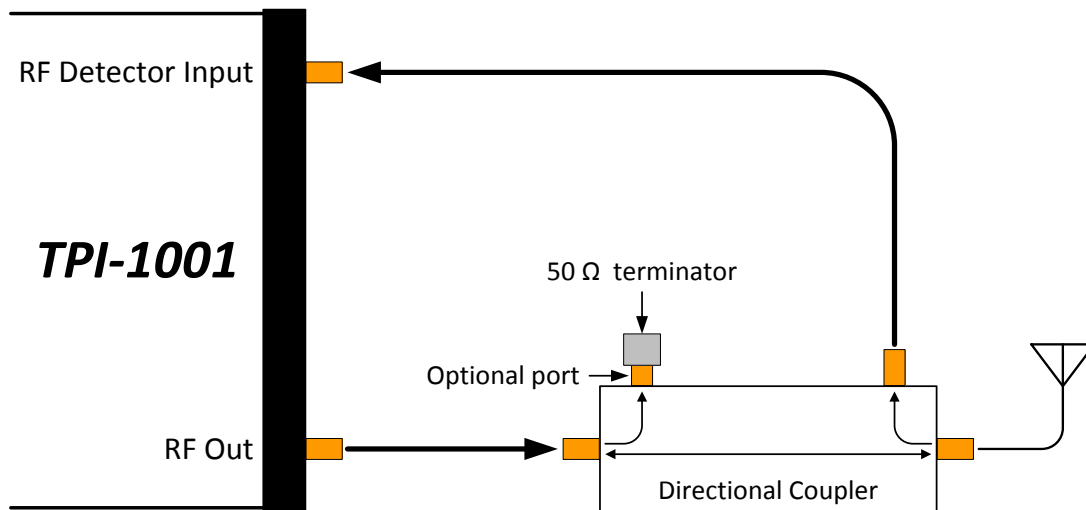 RF Detector Input
TPI-1001
50 Ω terminator
Optional port
RF Out
Directional Coupler